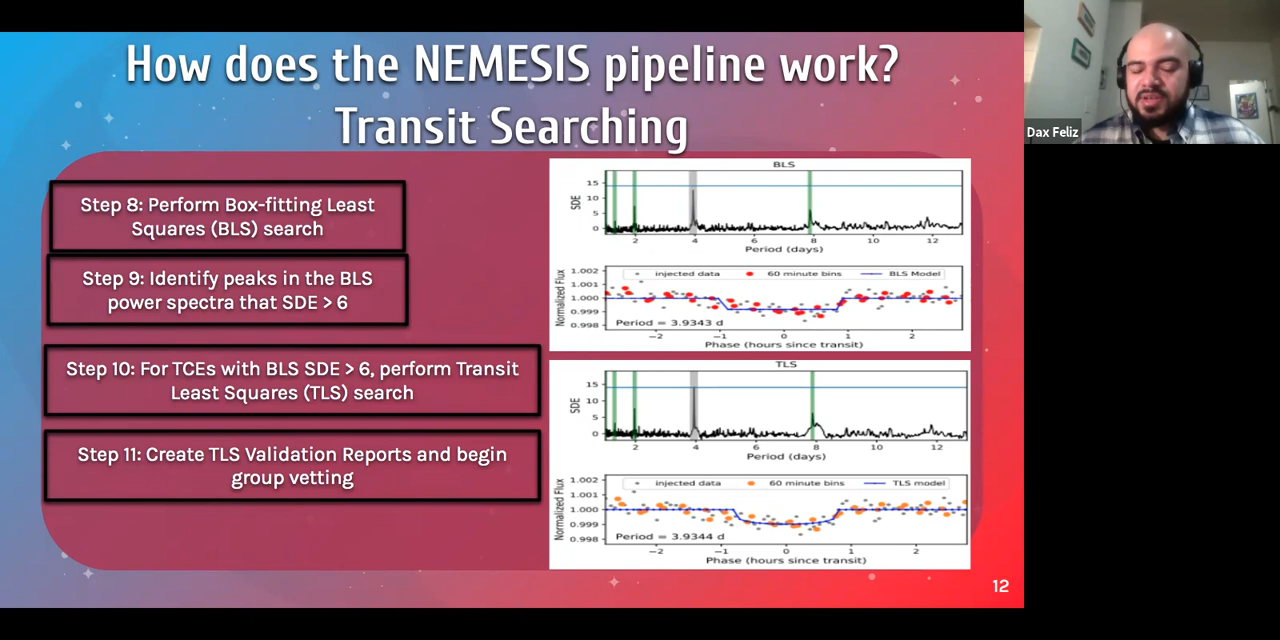 How does the NEMESIS pipeline work?
Transit Searching
Dax Feliz
Step 8: Perform Box-fitting Least
Squares (BLS) search
Step 9: Identify peaks in the BLS
power spectra that SDE > 6
Step 10: For TCEs with BLS SDE > 6, perform Transit
Least Squares (TLS) search
Step 11: Create TLS Validation Reports and begin
group vetting
BLS
SDE
15
10
5
0
2 4 6 8 10 12
Period (days)
Normalized Flux
1.002
1.001
1.000
0.999
0.998
injected data 60 minute bins BLS Model
Period = 3.9343 d
−2 −1 0 1 2
Phase (hours since transit)
TLS
SDE
15
10
5
0
2 4 6 8 10 12
Period (days)
Normalized Flux
1.002
1.001
1.000
0.999
0.998
injected data 60 minute bins TLS model
Period = 3.9344 d
−2 −1 0 1 2
Phase (hours since transit)
12